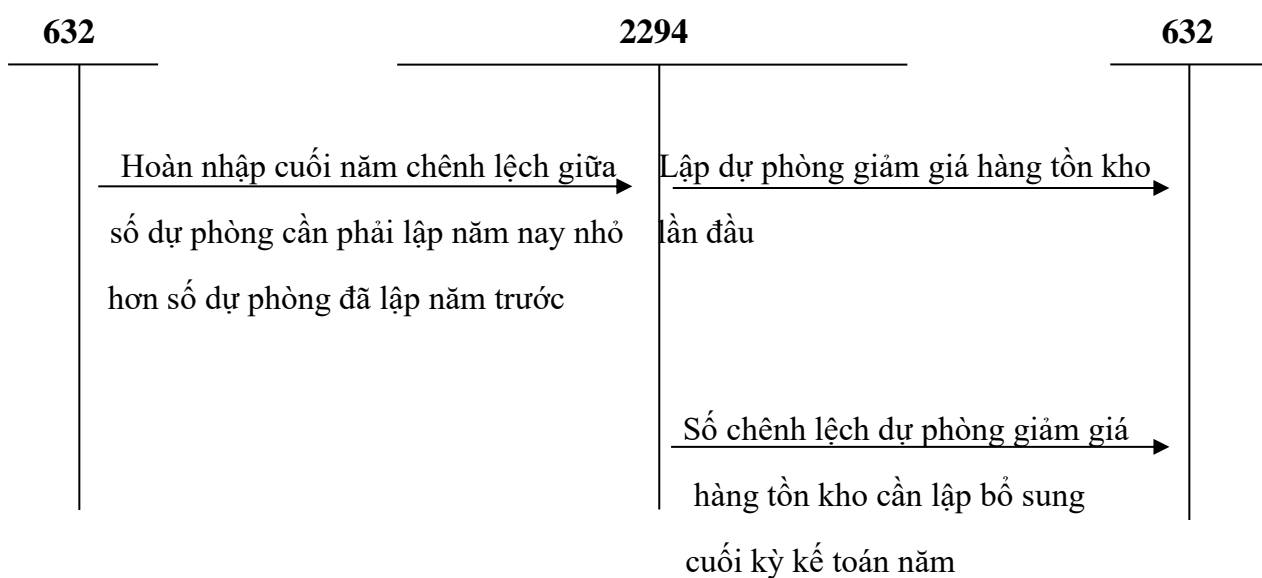 632 2294 632
Hoàn nhập cuối năm chênh lệch giữa
số dự phòng cần phải lập năm nay nhỏ
hơn số dự phòng đã lập năm trước
Lập dự phòng giảm giá hàng tồn kho
lần đầu
Số chênh lệch dự phòng giảm giá
hàng tồn kho cần lập bổ sung
cuối kỳ kế toán năm